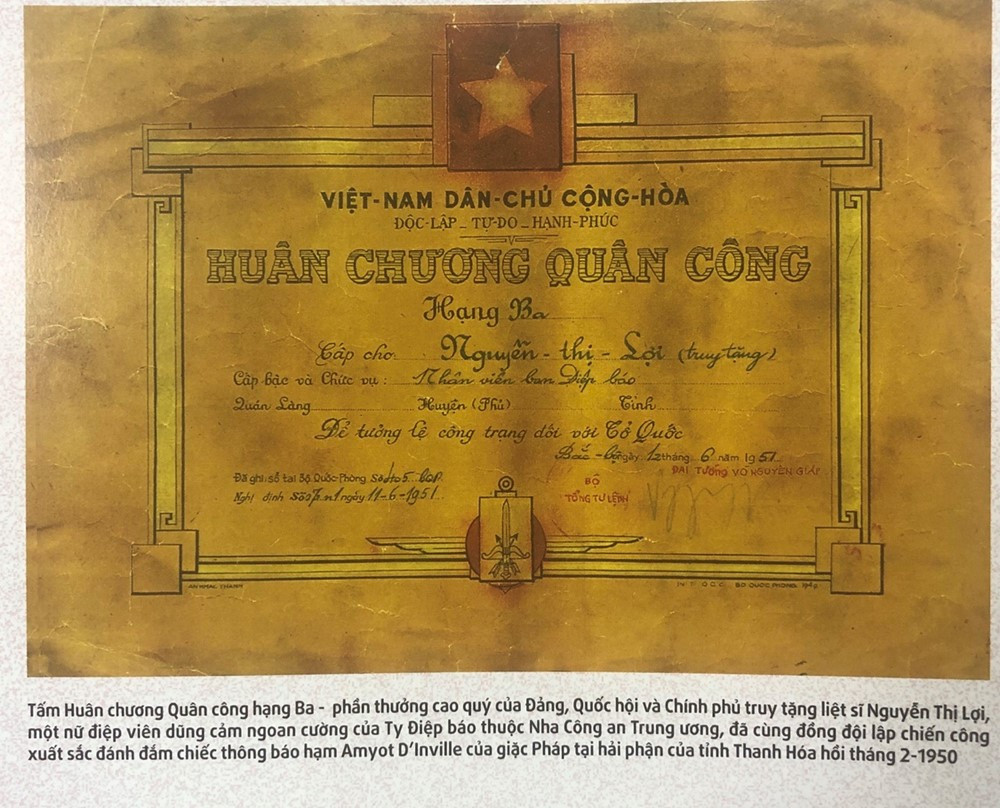 VIỆT-NAM DÂN-CHỦ CỘNG-HÒA
ĐỘC-LẬP_ TỰ-DO_ HẠNH-PHÚC
HUÂN CHƯƠNG QUÂN CÔNG
Hạng Ba
Cấp cho: Nguyễn - thị - Lợi (truy tặng)
Cấp bậc và Chức vụ: Nhân viên ban Điệp báo
Quán Làng Huyện (Phủ) Tỉnh
Để tưởng lệ công trạng đối với Tổ Quốc
Bắc-bộ ngày 12 tháng 6 năm 1951
ĐẠI TƯỚNG VÕ NGUYÊN GIÁP
BỘ
TỔNG TƯ LỆNH
Đã ghi sổ tại Bộ Quốc-Phòng Số
Nghị định số ngày 11-6-1951
BỘ QUỐC PHÒNG
Tấm Huân chương Quân công hạng Ba - phần thưởng cao quý của Đảng, Quốc hội và Chính phủ truy tặng liệt sĩ Nguyễn Thị Lợi,
một nữ điệp viên dũng cảm ngoan cường của Ty Điệp báo thuộc Nha Công an Trung ương, đã cùng đồng đội lập chiến công
xuất sắc đánh đắm chiếc thông báo hạm Amyot D'Inville của giặc Pháp tại hải phận của tỉnh Thanh Hóa hồi tháng 2-1950